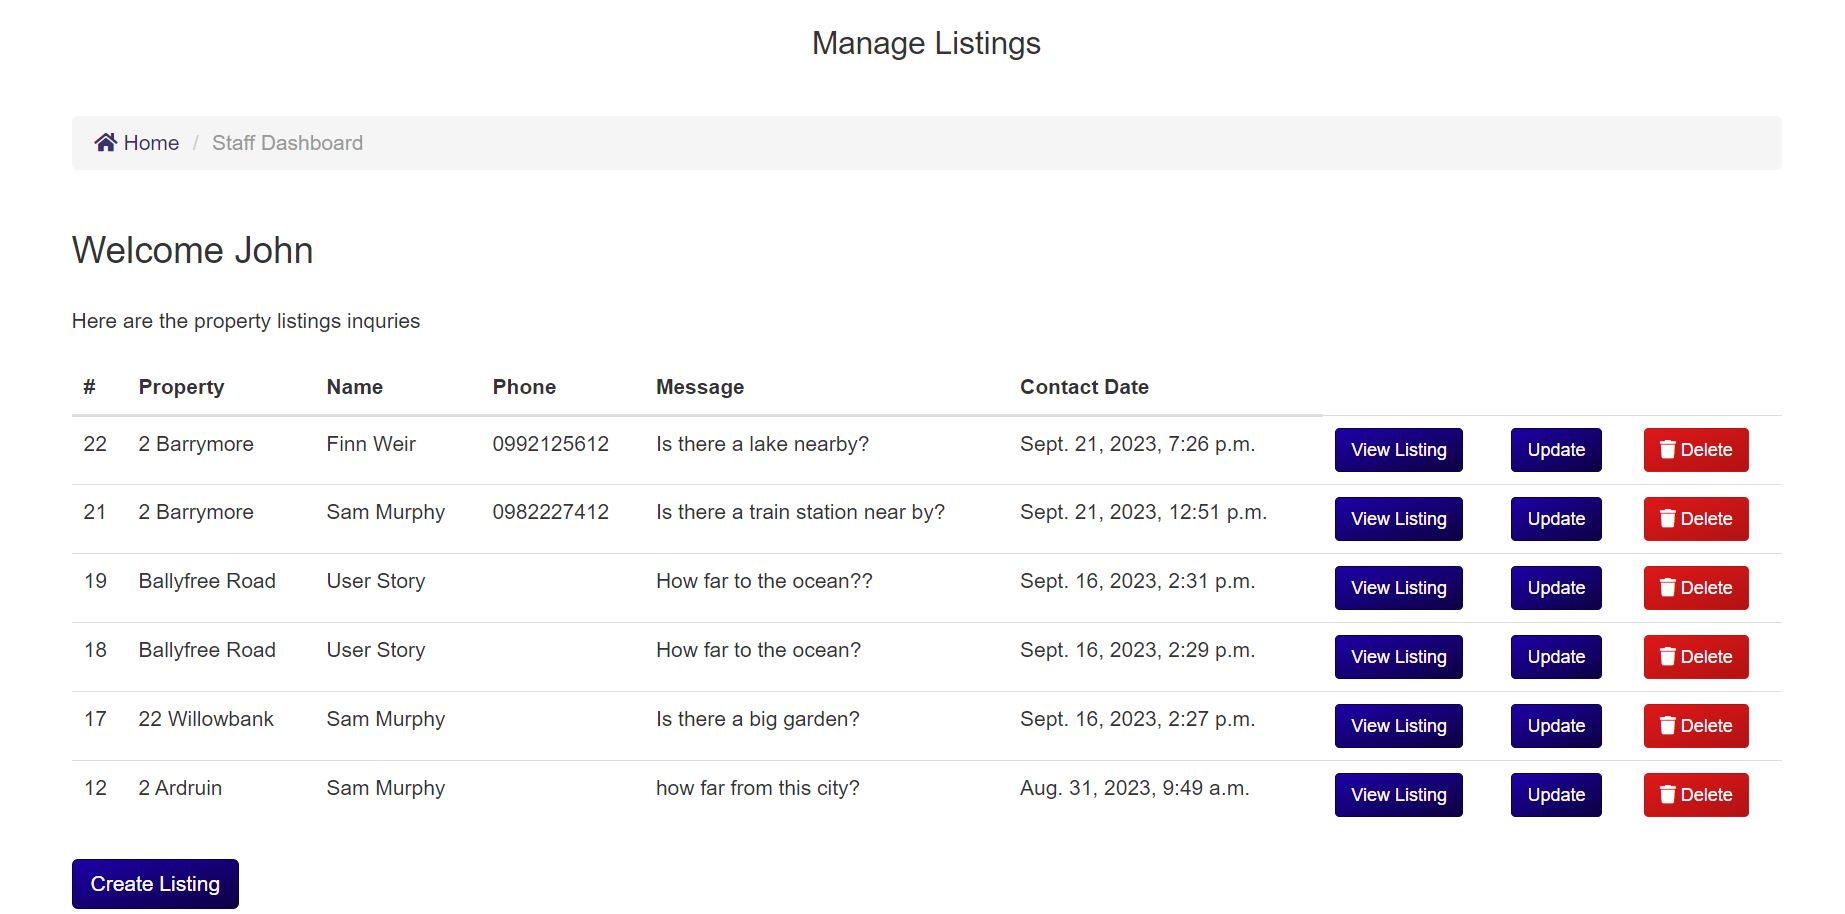 Manage Listings
Home / Staff Dashboard
Welcome John
Here are the property listings inquries
# Property Name Phone Message Contact Date
22 2 Barrymore Finn Weir 0992125612 Is there a lake nearby? Sept. 21, 2023, 7:26 p.m. View Listing Update Delete
21 2 Barrymore Sam Murphy 0982227412 Is there a train station near by? Sept. 21, 2023, 12:51 p.m. View Listing Update Delete
19 Ballyfree Road User Story How far to the ocean?? Sept. 16, 2023, 2:31 p.m. View Listing Update Delete
18 Ballyfree Road User Story How far to the ocean? Sept. 16, 2023, 2:29 p.m. View Listing Update Delete
17 22 Willowbank Sam Murphy Is there a big garden? Sept. 16, 2023, 2:27 p.m. View Listing Update Delete
12 2 Ardruin Sam Murphy how far from this city? Aug. 31, 2023, 9:49 a.m. View Listing Update Delete
Create Listing